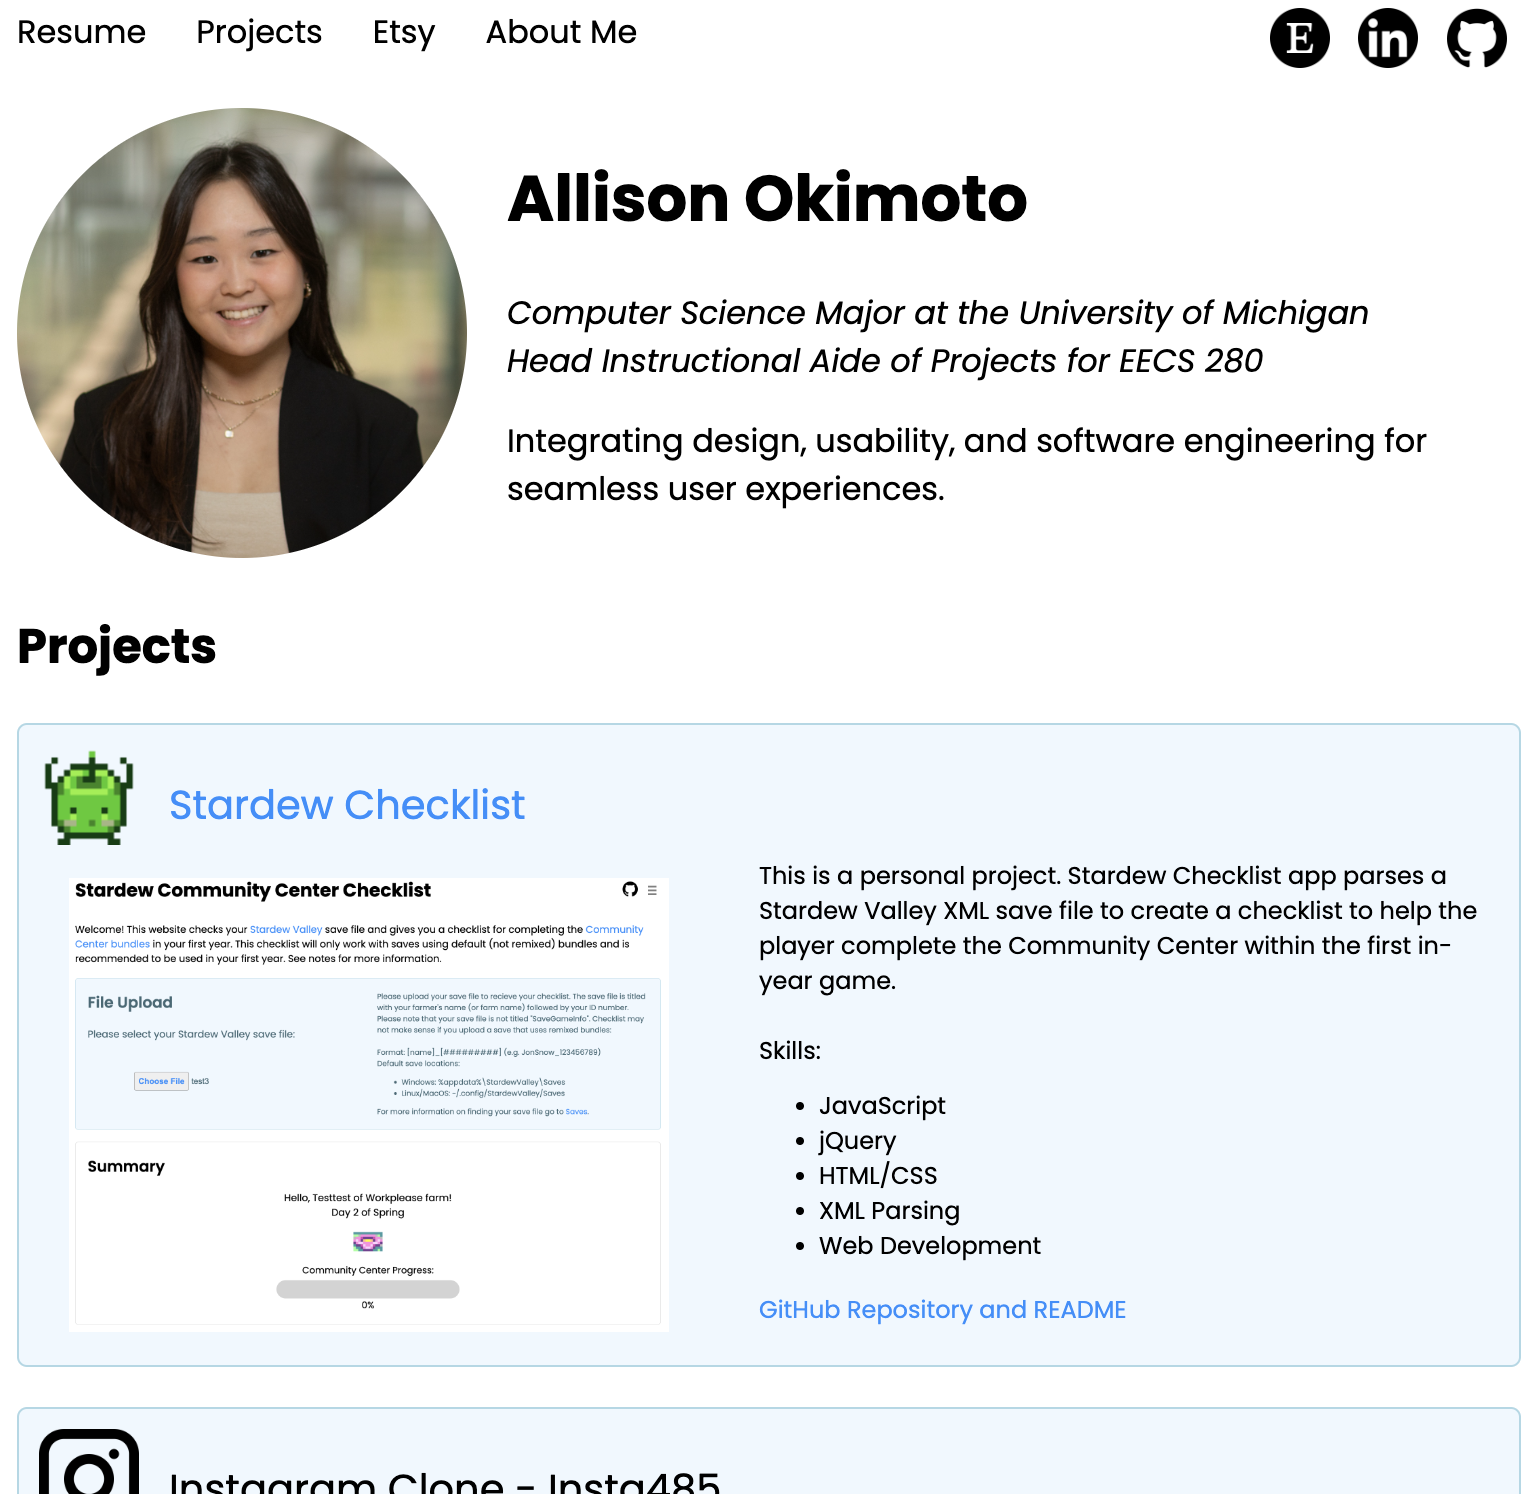 Resume Projects Etsy About Me
E in
Allison Okimoto
Computer Science Major at the University of Michigan
Head Instructional Aide of Projects for EECS 280
Integrating design, usability, and software engineering for
seamless user experiences.
Projects
Stardew Checklist
Stardew Community Center Checklist
Welcome! This website checks your Stardew Valley save file and gives you a checklist for completing the Community
Center bundles in your first year. This checklist will only work with saves using default (not remixed) bundles and is
recommended to be used in your first year. See notes for more information.
File Upload
Please select your Stardew Valley save file:
Choose File test3
Please upload your save file to recieve your checklist. The save file is titled
with your farmer's name (or farm name) followed by your ID number.
Please note that your save file is not titled "SaveGameInfo". Checklist may
not make sense if you upload a save that uses remixed bundles:
Format: [name]_[#########] (e.g. JonSnow_123456789)
Default save locations:
• Windows: %appdata%\StardewValley\Saves
• Linux/MacOS: ~/.config/StardewValley/Saves
For more information on finding your save file go to Saves.
Summary
Hello, Testtest of Workplease farm!
Day 2 of Spring
Community Center Progress:
0%
This is a personal project. Stardew Checklist app parses a
Stardew Valley XML save file to create a checklist to help the
player complete the Community Center within the first in-
year game.
Skills:
• JavaScript
• jQuery
• HTML/CSS
• XML Parsing
• Web Development
GitHub Repository and README
Instagram Clone - Insta485